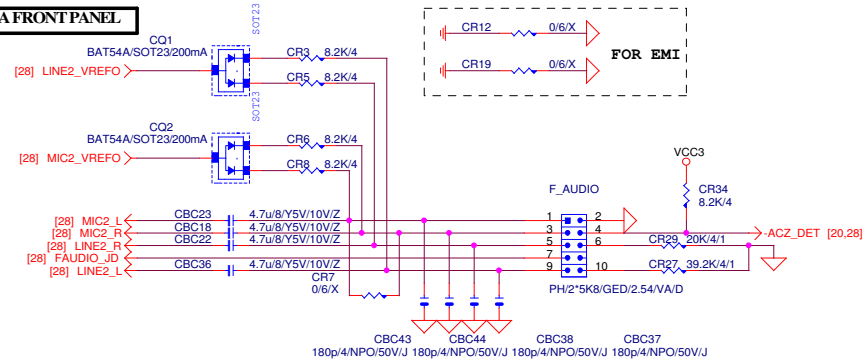 A FRONT PANEL
CQ1
BAT54A/SOT23/200mA
SOT23
[28] LINE2_VREFO
CR3 8.2K/4
CR5 8.2K/4
SOT23
CQ2
BAT54A/SOT23/200mA
[28] MIC2_VREFO
CR6 8.2K/4
CR8 8.2K/4
CR12 0/6/X
CR19 0/6/X
FOR EMI
VCC3
CR34
8.2K/4
F_AUDIO
[28] MIC2_L CBC23 4.7u/8/Y5V/10V/Z
[28] MIC2_R CBC18 4.7u/8/Y5V/10V/Z
[28] LINE2_R CBC22 4.7u/8/Y5V/10V/Z
[28] FAUDIO_JD
[28] LINE2_L CBC36 4.7u/8/Y5V/10V/Z
CR7
0/6/X
1 2
3 4
5 6
7
9 10
-ACZ_DET [20,28]
CR29 20K/4/1
CR27 39.2K/4/1
PH/2*5K8/GED/2.54/VA/D
CBC43 CBC44 CBC38 CBC37
180p/4/NPO/50V/J 180p/4/NPO/50V/J 180p/4/NPO/50V/J 180p/4/NPO/50V/J